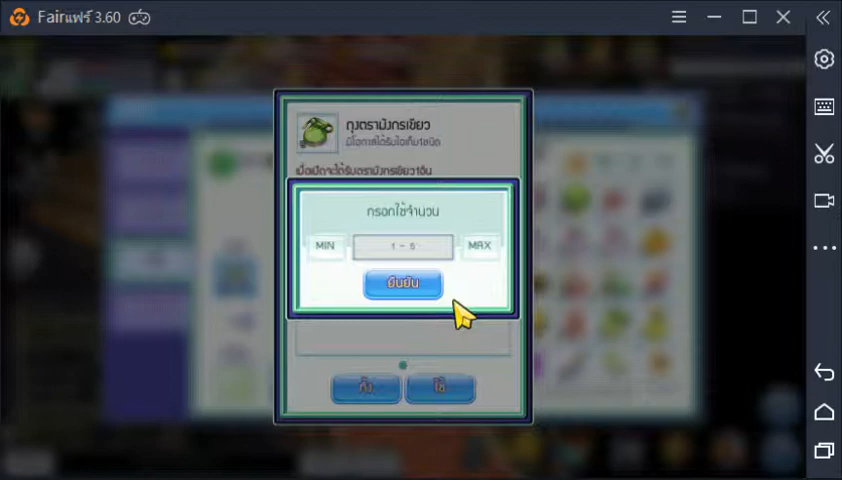 Fairแฟร์ 3.60
ถุงตรามังกรเขียว
มีโอกาสได้รับไอเท็ม1ชนิด
เมื่อเปิดจะได้รับตรามังกรเขียว1อัน
กรอกใช้จำนวน
MIN
1 - 5
MAX
ยืนยัน
ทิ้ง
ใช้